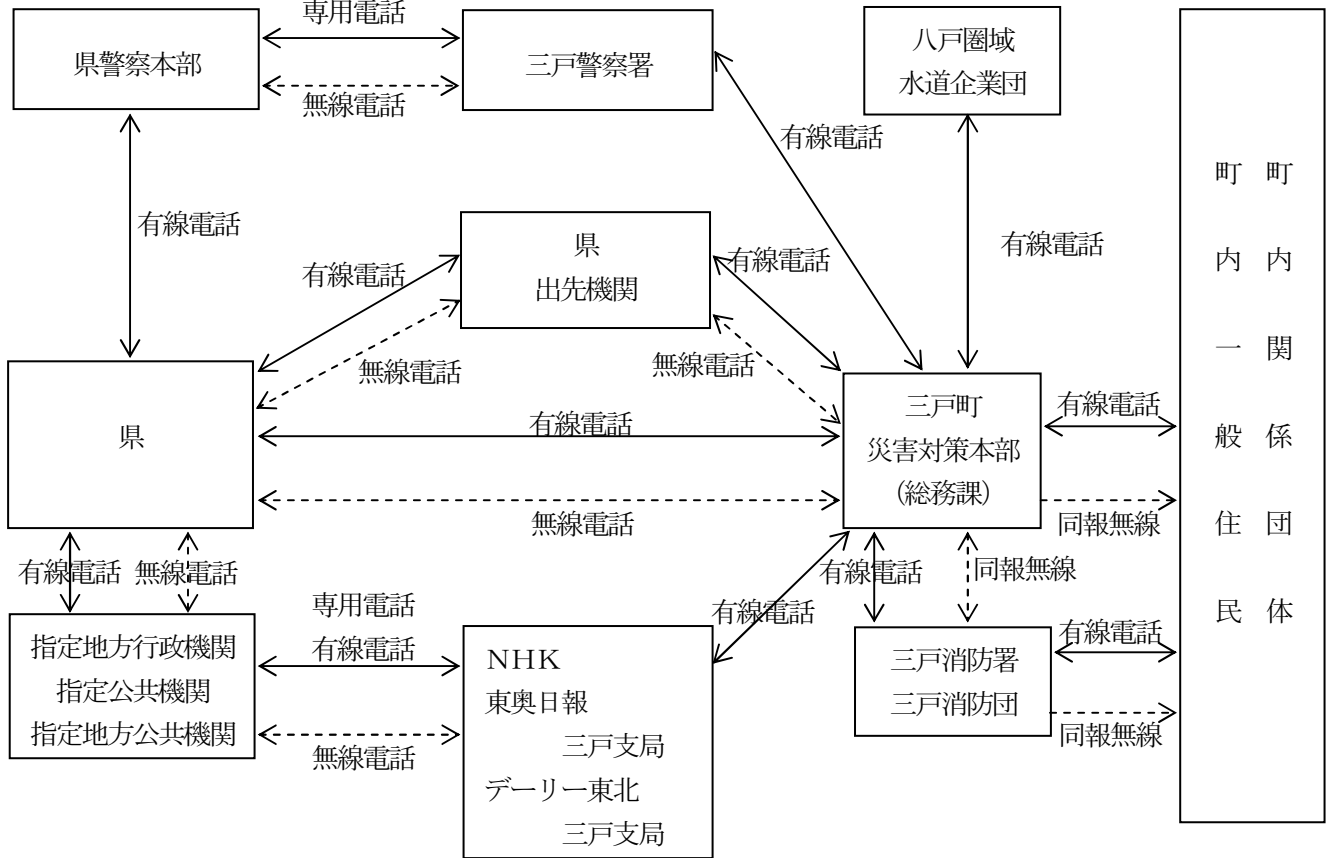 専用電話
県警察本部
三戸警察署
無線電話
八戸圏域
水道企業団
有線電話
有線電話
有線電話
県
出先機関
有線電話
有線電話
無線電話
無線電話
県
有線電話
無線電話
三戸町
災害対策本部
（総務課）
有線電話
同報無線
町内関係団体
町内一般住民
有線電話
無線電話
有線電話
同報無線
有線電話
専用電話
有線電話
指定地方行政機関
指定公共機関
指定地方公共機関
無線電話
ＮＨＫ
東奥日報
三戸支局
デーリー東北
三戸支局
三戸消防署
三戸消防団
有線電話
同報無線